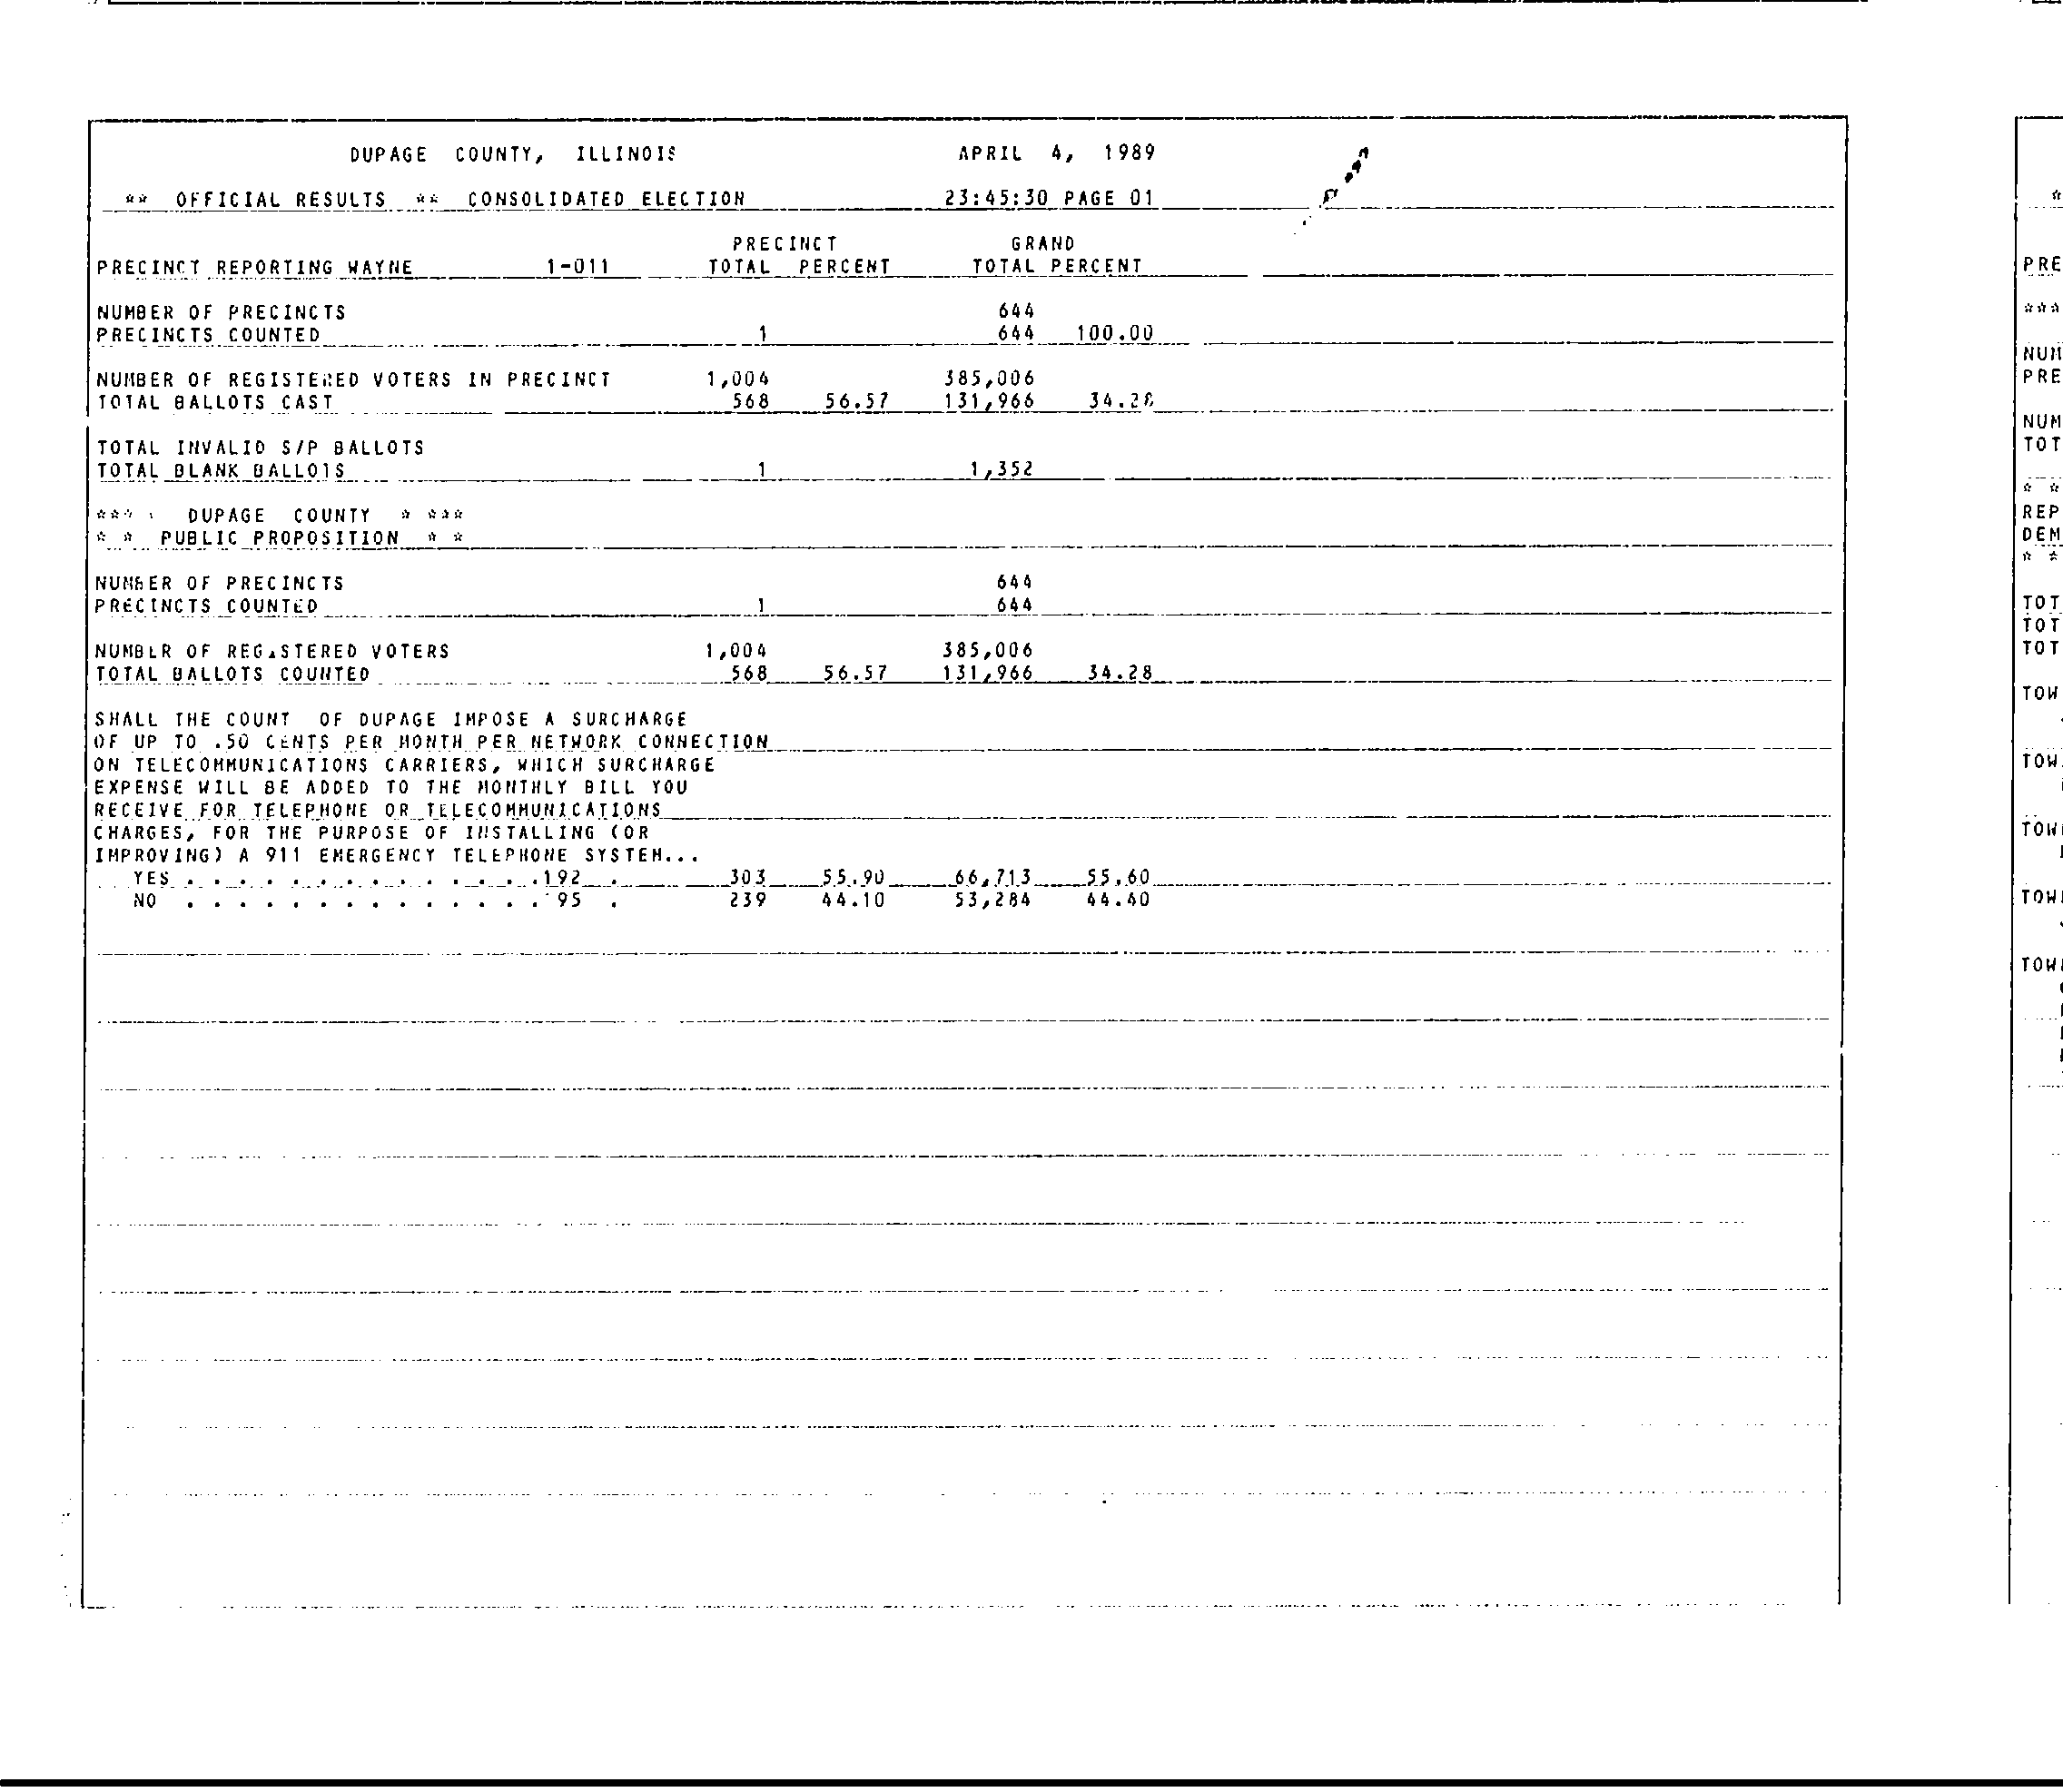 DUPAGE COUNTY, ILLINOIS APRIL 4, 1989
** OFFICIAL RESULTS ** CONSOLIDATED ELECTION 23:45:30 PAGE 01
PRECINCT GRAND
PRECINCT REPORTING WAYNE 1-011 TOTAL PERCENT TOTAL PERCENT
NUMBER OF PRECINCTS 644
PRECINCTS COUNTED 1 644 100.00
NUMBER OF REGISTERED VOTERS IN PRECINCT 1,004 385,006
TOTAL BALLOTS CAST 568 56.57 131,966 34.28
TOTAL INVALID S/P BALLOTS
TOTAL BLANK BALLOTS 1 1,352
**** DUPAGE COUNTY * ***
* * PUBLIC PROPOSITION * *
NUMBER OF PRECINCTS 644
PRECINCTS COUNTED 1 644
NUMBER OF REGISTERED VOTERS 1,004 385,006
TOTAL BALLOTS COUNTED 568 56.57 131,966 34.28
SHALL THE COUNT OF DUPAGE IMPOSE A SURCHARGE
OF UP TO .50 CENTS PER MONTH PER NETWORK CONNECTION
ON TELECOMMUNICATIONS CARRIERS, WHICH SURCHARGE
EXPENSE WILL BE ADDED TO THE MONTHLY BILL YOU
RECEIVE FOR TELEPHONE OR TELECOMMUNICATIONS
CHARGES, FOR THE PURPOSE OF INSTALLING (OR
IMPROVING) A 911 EMERGENCY TELEPHONE SYSTEM...
YES . . . . . . . . . . . . . .192 . 303 55.90 66,713 55.60
NO . . . . . . . . . . . . . . 95 . 239 44.10 53,284 44.40
*
PRE
***
NUM
PRE
NUM
TOT
* *
REP
DEM
* *
TOT
TOT
TOT
TOW
TOW
TOW
TOW
TOW